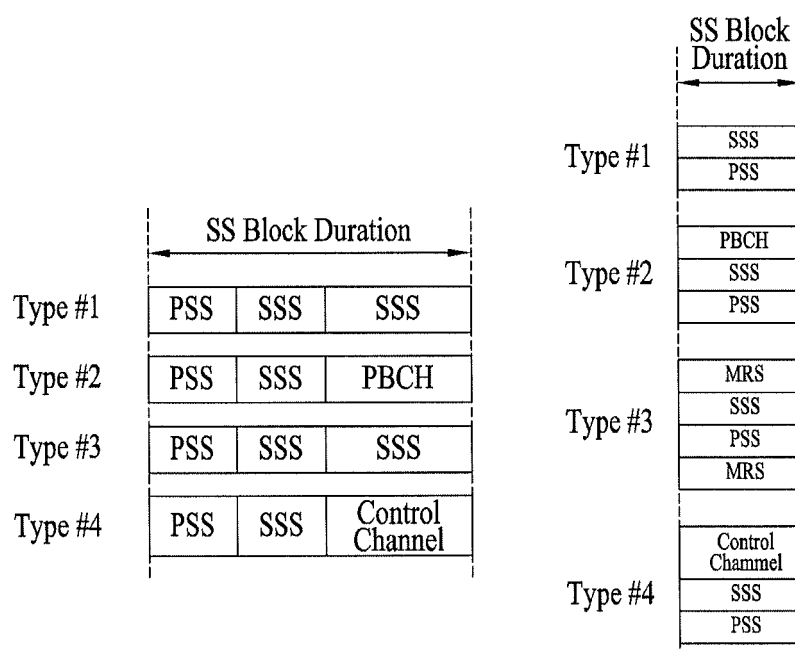 SS Block Duration
Type #1 PSS SSS SSS
Type #2 PSS SSS PBCH
Type #3 PSS SSS SSS
Type #4 PSS SSS Control
Channel
SS Block
Duration
Type #1
SSS
PSS
Type #2
PBCH
SSS
PSS
Type #3
MRS
SSS
PSS
MRS
Type #4
Control
Chammel
SSS
PSS